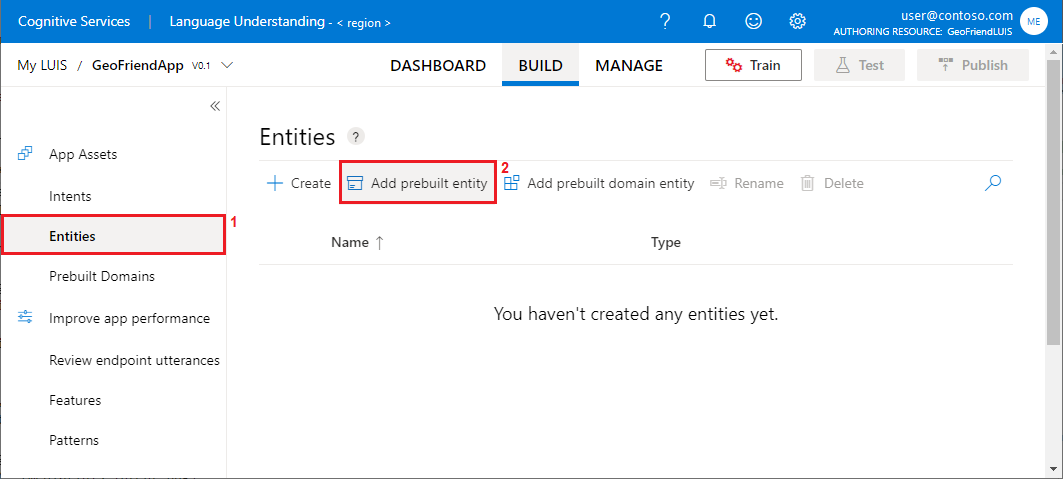 Cognitive Services | Language Understanding - < region > ? user@contoso.com ME
AUTHORING RESOURCE: GeoFriendLUIS
My LUIS / GeoFriendApp V0.1 DASHBOARD BUILD MANAGE Train Test Publish
Entities ?
App Assets
+ Create Add prebuilt entity 2 Add prebuilt domain entity Rename Delete
Intents
Entities 1
Name ↑ Type
Prebuilt Domains
You haven't created any entities yet.
Improve app performance
Review endpoint utterances
Features
Patterns